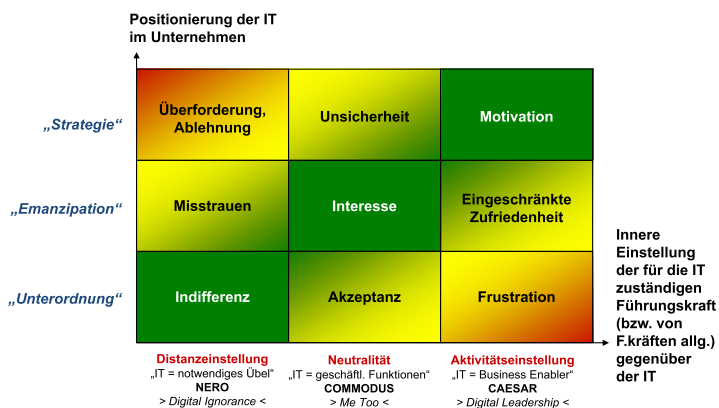 Positionierung der IT
im Unternehmen
„Strategie“
Überforderung,
Ablehnung
Unsicherheit
Motivation
„Emanzipation“
Misstrauen
Interesse
Eingeschränkte
Zufriedenheit
„Unterordnung“
Indifferenz
Akzeptanz
Frustration
Innere
Einstellung
der für die IT
zuständigen
Führungskraft
(bzw. von
F.kräften allg.)
gegenüber
der IT
Distanzeinstellung
„IT = notwendiges Übel“
NERO
> Digital Ignorance <
Neutralität
„IT = geschäftl. Funktionen“
COMMODUS
> Me Too <
Aktivitätseinstellung
„IT = Business Enabler“
CAESAR
> Digital Leadership <